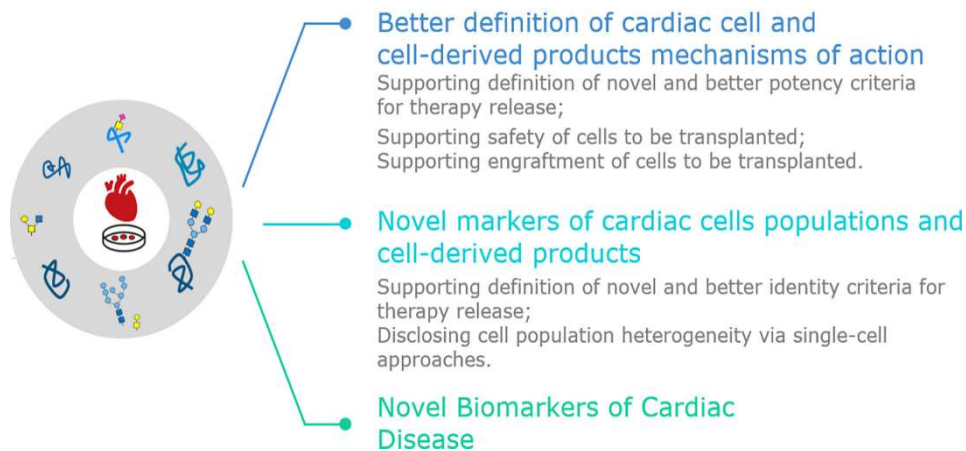 Better definition of cardiac cell and
cell-derived products mechanisms of action
Supporting definition of novel and better potency criteria
for therapy release;
Supporting safety of cells to be transplanted;
Supporting engraftment of cells to be transplanted.
Novel markers of cardiac cells populations and
cell-derived products
Supporting definition of novel and better identity criteria for
therapy release;
Disclosing cell population heterogeneity via single-cell
approaches.
Novel Biomarkers of Cardiac
Disease